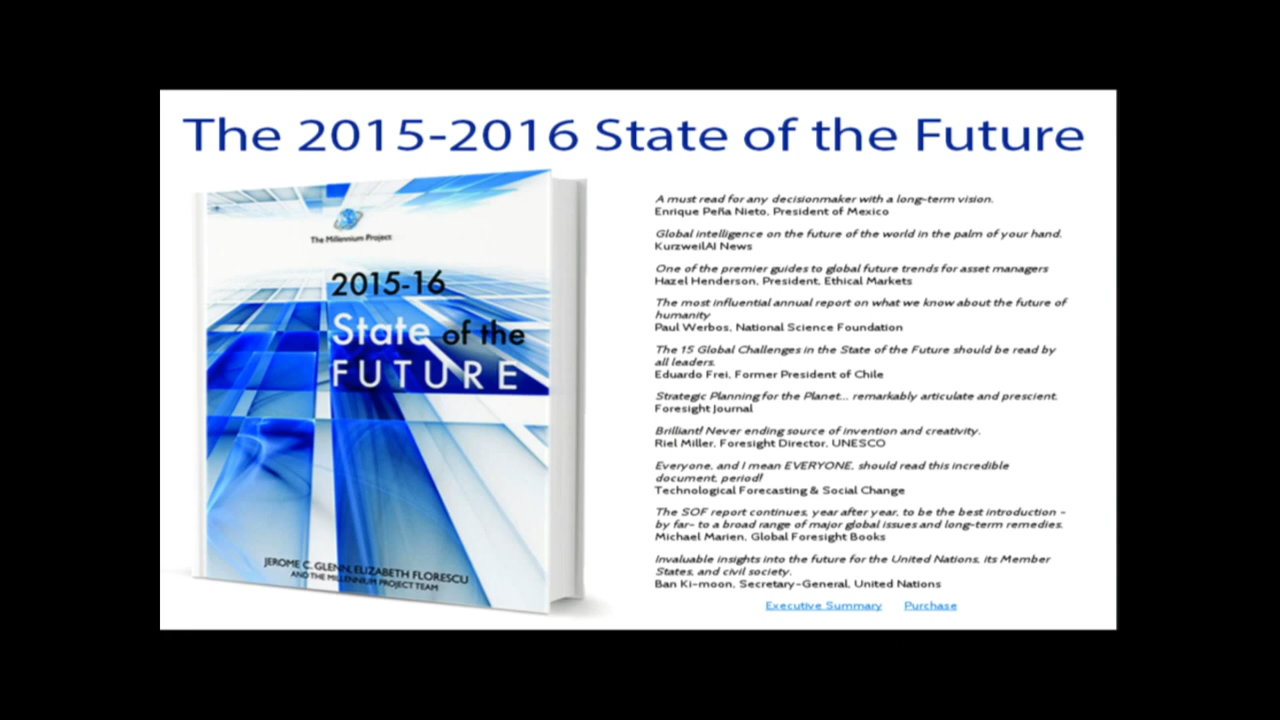 The 2015-2016 State of the Future
The Millennium Project
2015-16
State of the
FUTURE
JEROME C. GLENN, ELIZABETH FLORESCU
AND THE MILLENNIUM PROJECT TEAM
A must read for any decisionmaker with a long-term vision.
Enrique Peña Nieto, President of Mexico
Global intelligence on the future of the world in the palm of your hand.
KurzweilAI News
One of the premier guides to global future trends for asset managers
Hazel Henderson, President, Ethical Markets
The most influential annual report on what we know about the future of
humanity
Paul Werbos, National Science Foundation
The 15 Global Challenges in the State of the Future should be read by
all leaders.
Eduardo Frei, Former President of Chile
Strategic Planning for the Planet... remarkably articulate and prescient.
Foresight Journal
Brilliant! Never ending source of invention and creativity.
Riel Miller, Foresight Director, UNESCO
Everyone, and I mean EVERYONE, should read this incredible
document, period!
Technological Forecasting & Social Change
The SOF report continues, year after year, to be the best introduction –
by far– to a broad range of major global issues and long-term remedies.
Michael Marien, Global Foresight Books
Invaluable insights into the future for the United Nations, its Member
States, and civil society.
Ban Ki-moon, Secretary-General, United Nations
Executive Summary Purchase